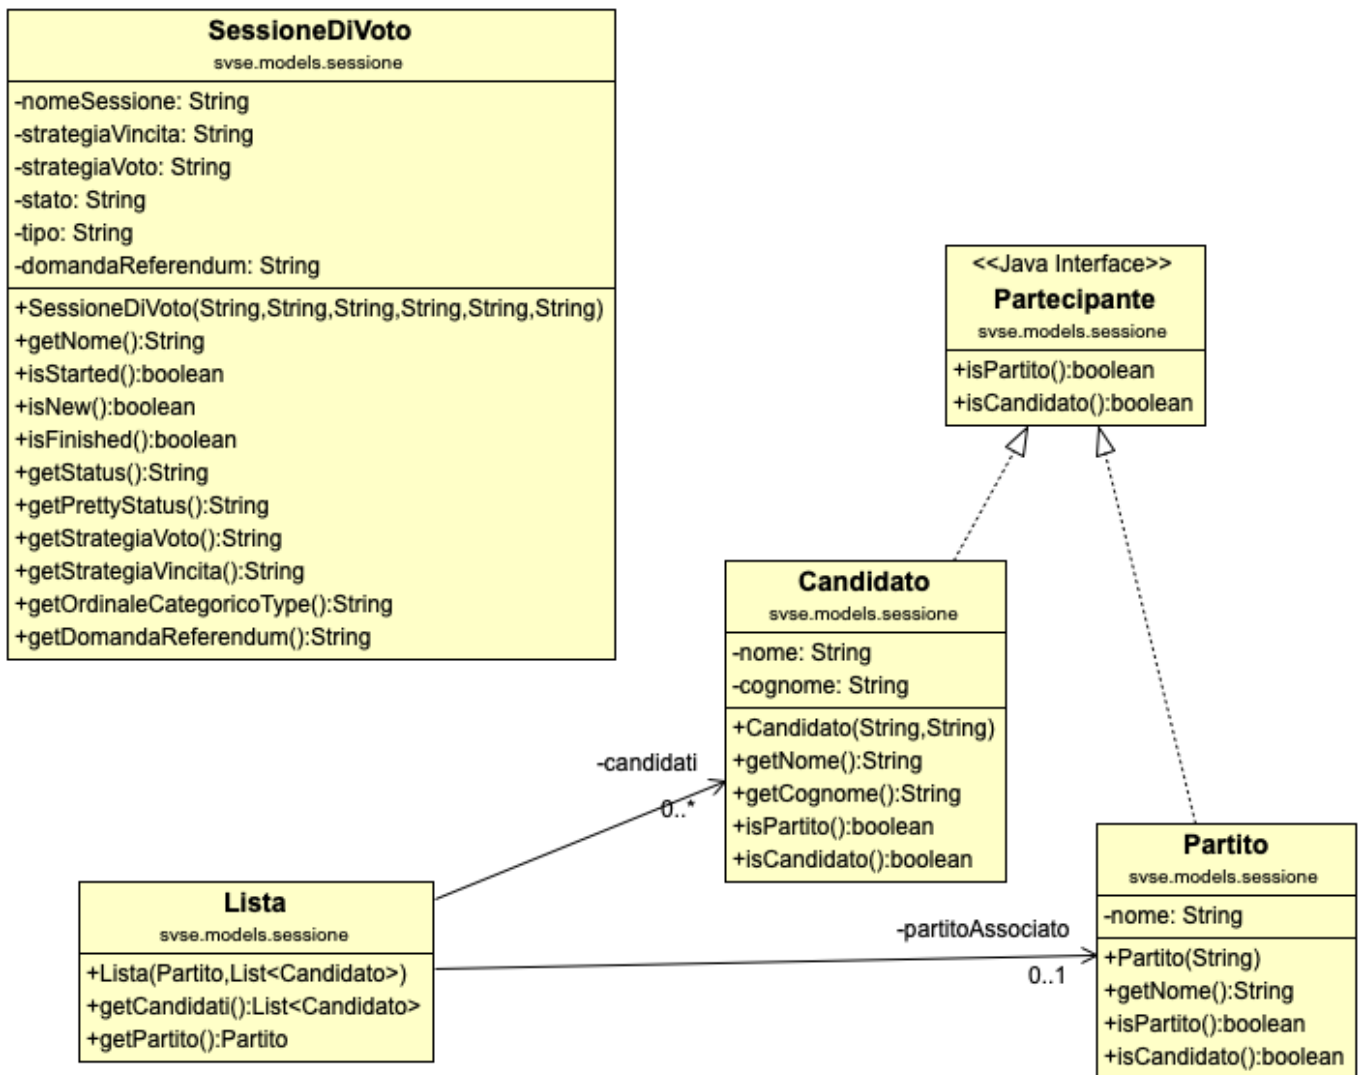 SessioneDiVoto
svse.models.sessione
-nomeSessione: String
-strategiaVincita: String
-strategiaVoto: String
-stato: String
-tipo: String
-domandaReferendum: String
+SessioneDiVoto(String,String,String,String,String,String)
+getNome():String
+isStarted():boolean
+isNew():boolean
+isFinished():boolean
+getStatus():String
+getPrettyStatus():String
+getStrategiaVoto():String
+getStrategiaVincita():String
+getOrdinaleCategoricoType():String
+getDomandaReferendum():String
<<Java Interface>>
Partecipante
svse.models.sessione
+isPartito():boolean
+isCandidato():boolean
Candidato
svse.models.sessione
-nome: String
-cognome: String
+Candidato(String,String)
+getNome():String
+getCognome():String
+isPartito():boolean
+isCandidato():boolean
-candidati
0..*
Lista
svse.models.sessione
+Lista(Partito,List<Candidato>)
+getCandidati():List<Candidato>
+getPartito():Partito
-partitoAssociato
0..1
Partito
svse.models.sessione
-nome: String
+Partito(String)
+getNome():String
+isPartito():boolean
+isCandidato():boolean